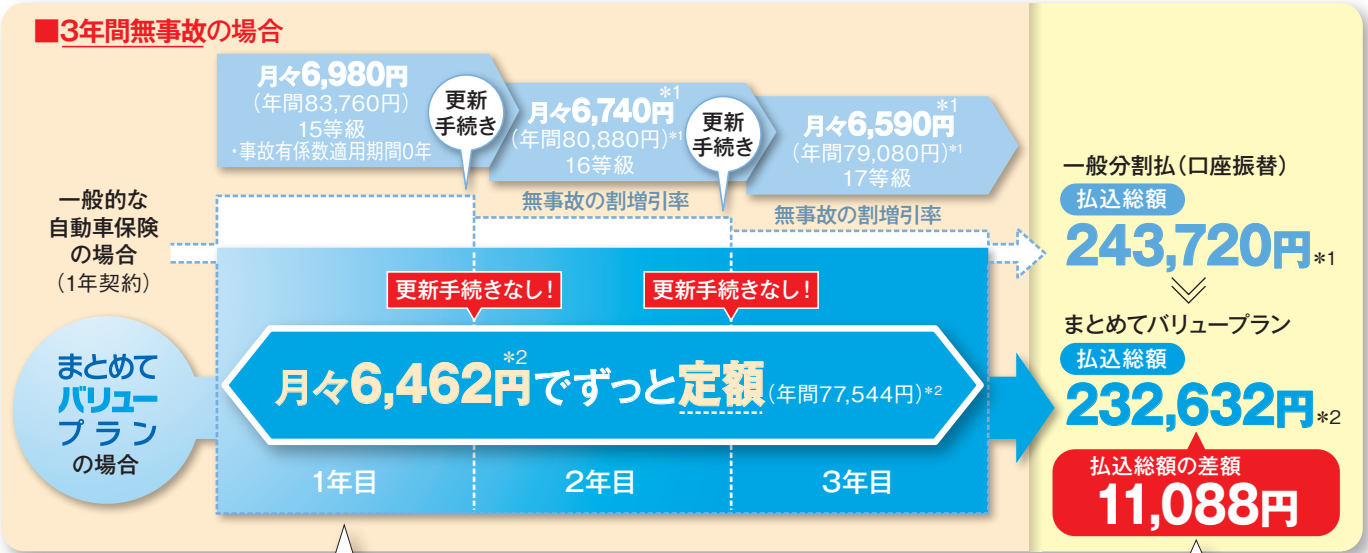 ■3年間無事故の場合
月々6,980円
(年間83,760円)
15等級
・事故有係数適用期間0年
更新
手続き
月々6,740円*1
(年間80,880円)*1
16等級
更新
手続き
月々6,590円*1
(年間79,080円)*1
17等級
無事故の割増引率
無事故の割増引率
一般的な
自動車保険
の場合
(1年契約)
更新手続きなし!
更新手続きなし!
まとめて
バリュー
プラン
の場合
月々6,462円*2でずっと定額(年間77,544円)*2
1年目
2年目
3年目
一般分割払(口座振替)
払込総額
243,720円*1
まとめてバリュープラン
払込総額
232,632円*2
払込総額の差額
11,088円